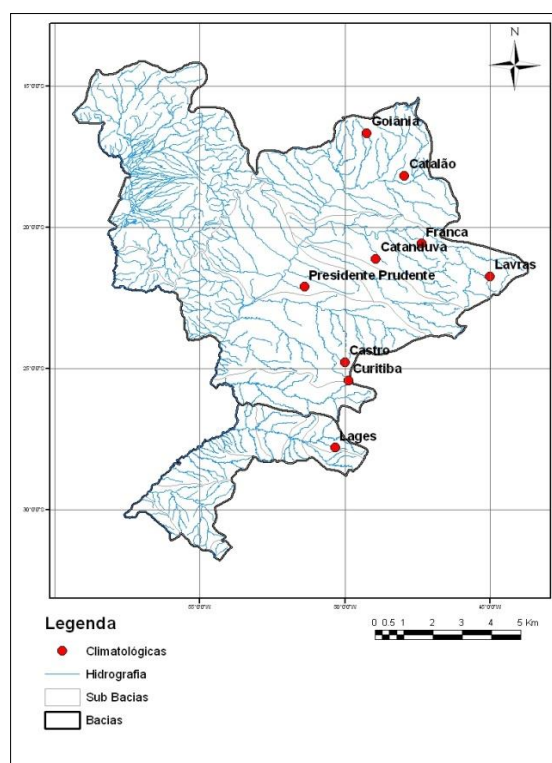 N
Goiania
Catalão
Franca
Catanduva
Lavras
Presidente Prudente
Castro
Curitiba
Lages
Legenda
Climatológicas
Hidrografia
Sub Bacias
Bacias
0 0.5 1 2 3 4 5 Km